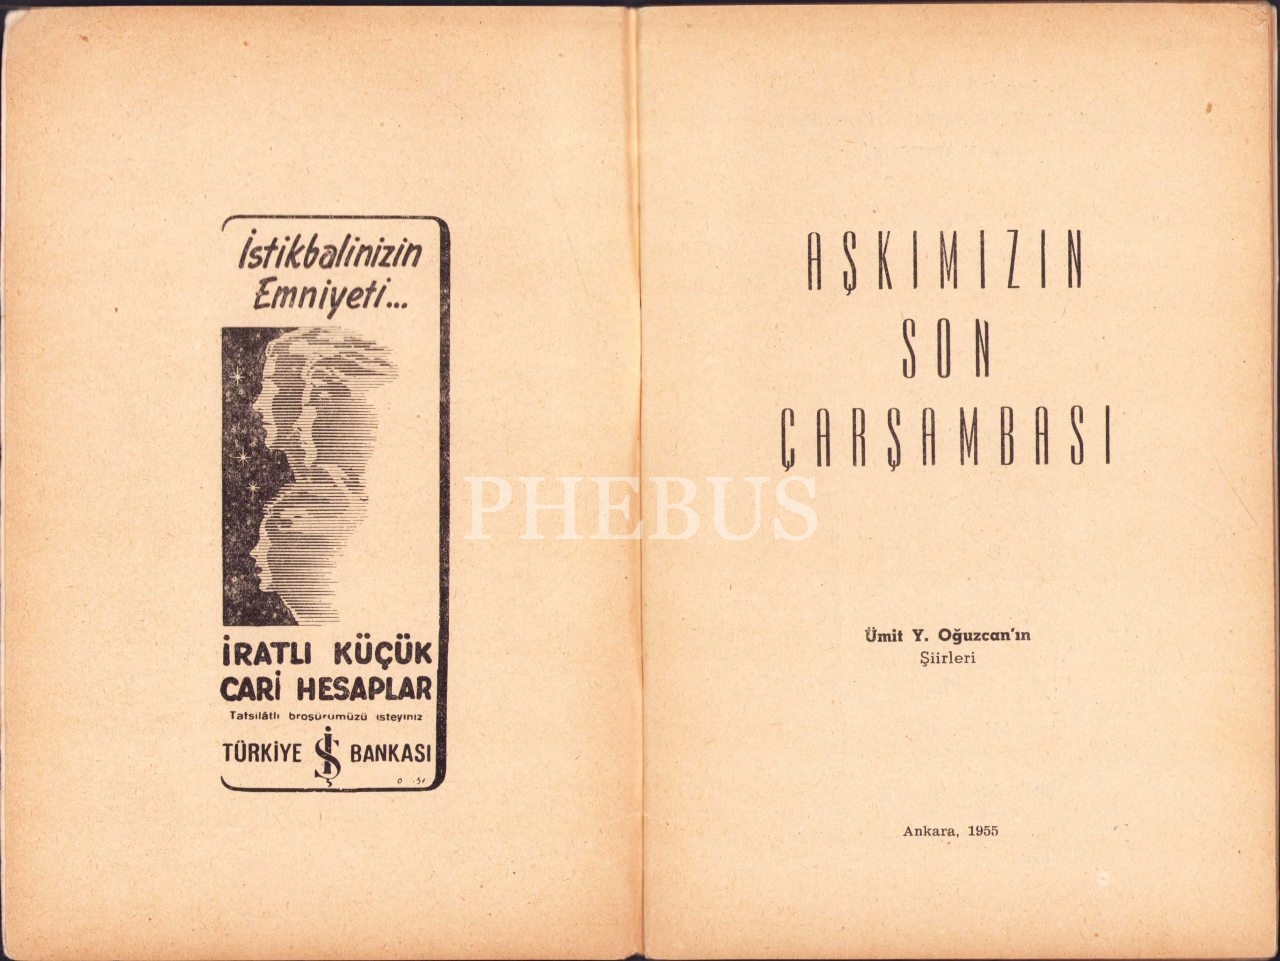 İstikbalinizin
Emniyeti...
İRATLI KÜÇÜK
CARİ HESAPLAR
Tafsilâtlı broşürümüzü isteyiniz
TÜRKİYE İŞ BANKASI
AŞKIMIZIN
SON
ÇARŞAMBASI
PHEBUS
Ümit Y. Oğuzcan'ın
Şiirleri
Ankara, 1955